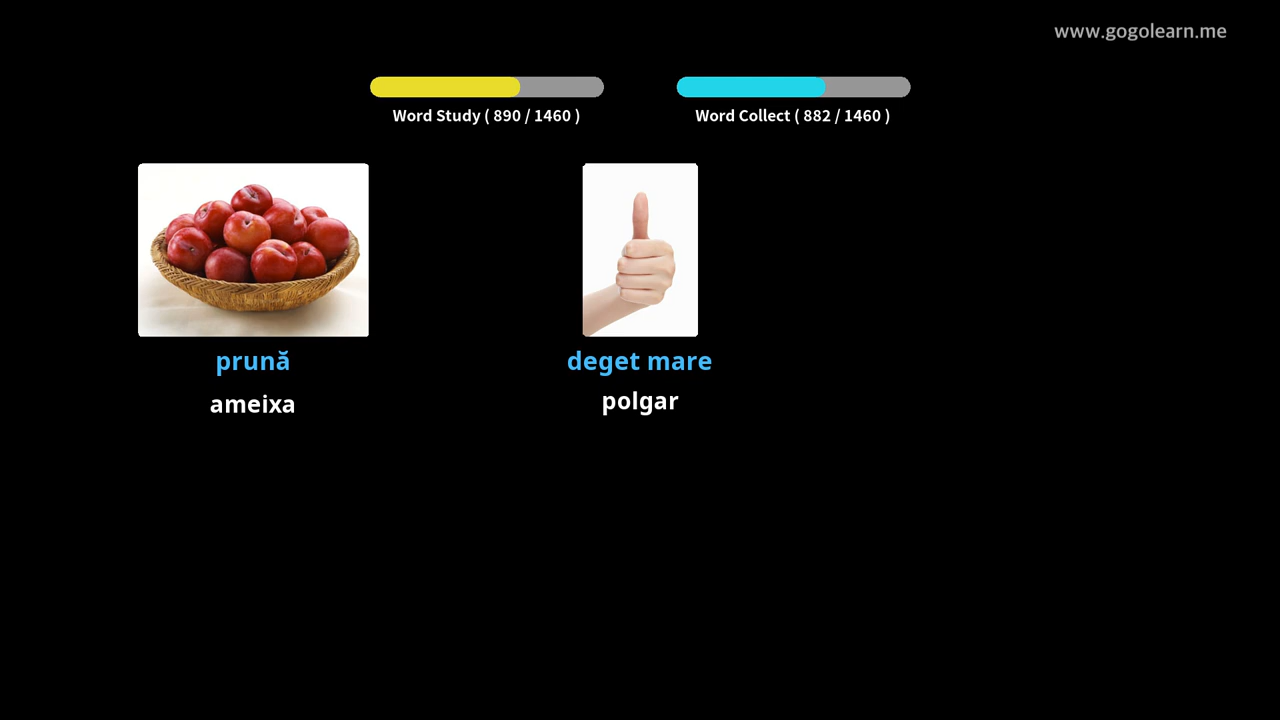 www.gogolearn.me
Word Study ( 890 / 1460 )
Word Collect ( 882 / 1460 )
prună
ameixa
deget mare
polgar